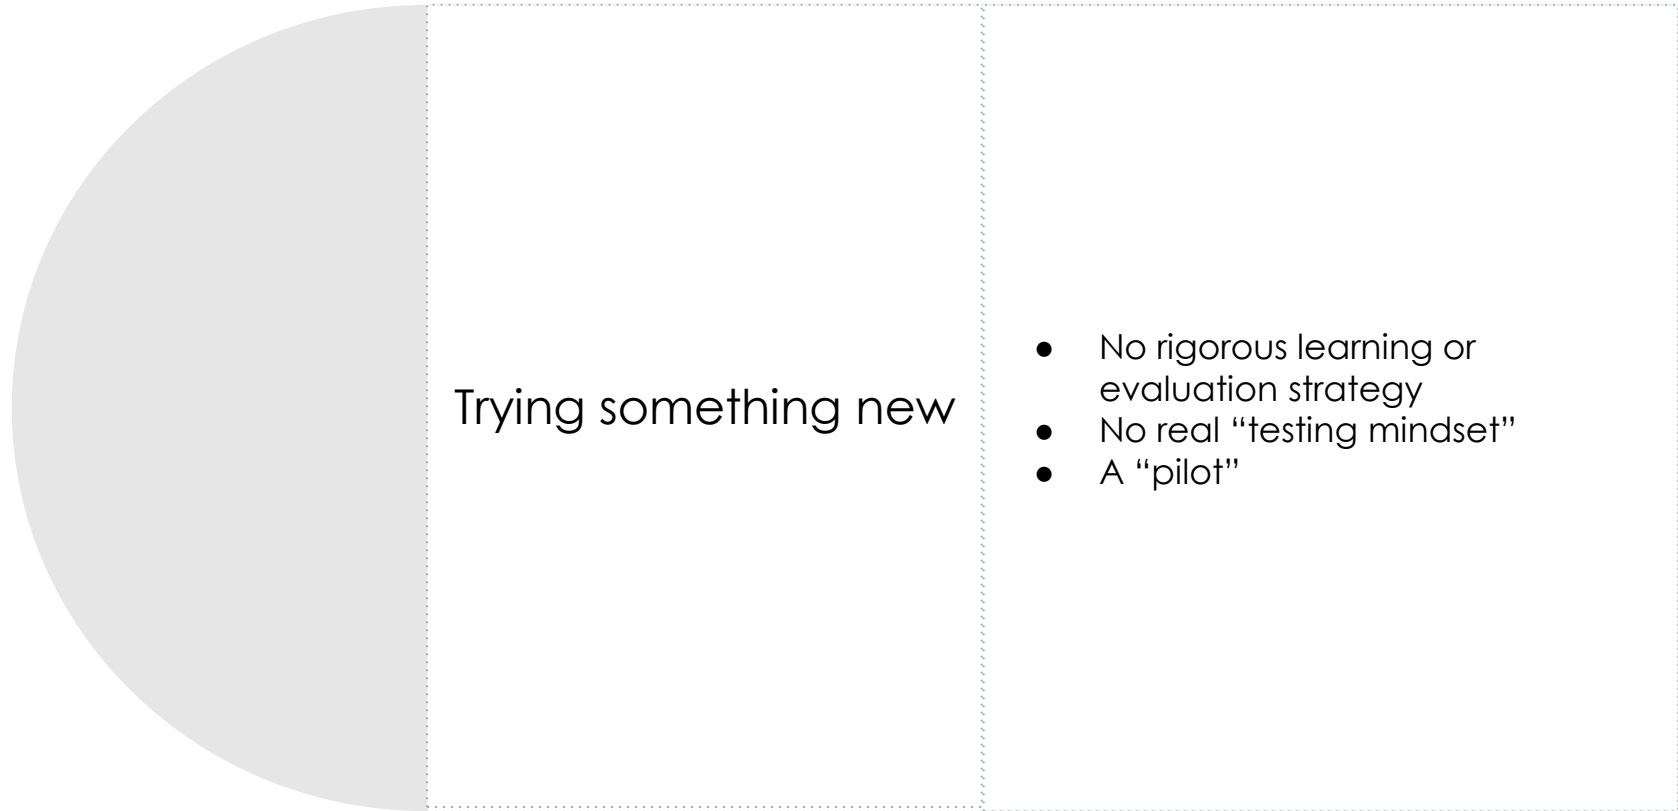 Trying something new
● No rigorous learning or
evaluation strategy
● No real “testing mindset”
● A “pilot”